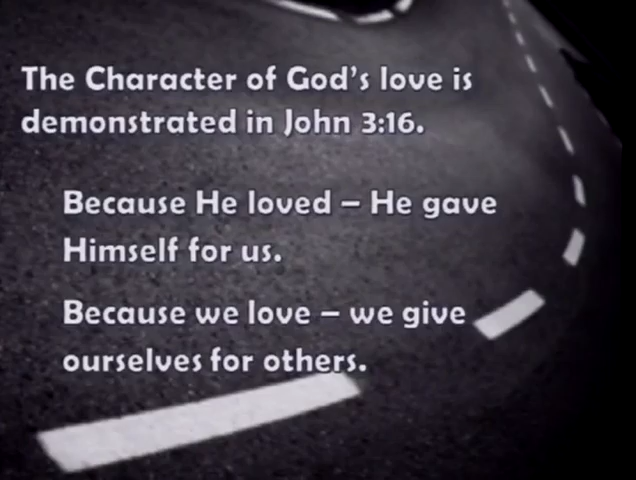 The Character of God's love is
demonstrated in John 3:16.
Because He loved – He gave
Himself for us.
Because we love – we give
ourselves for others.